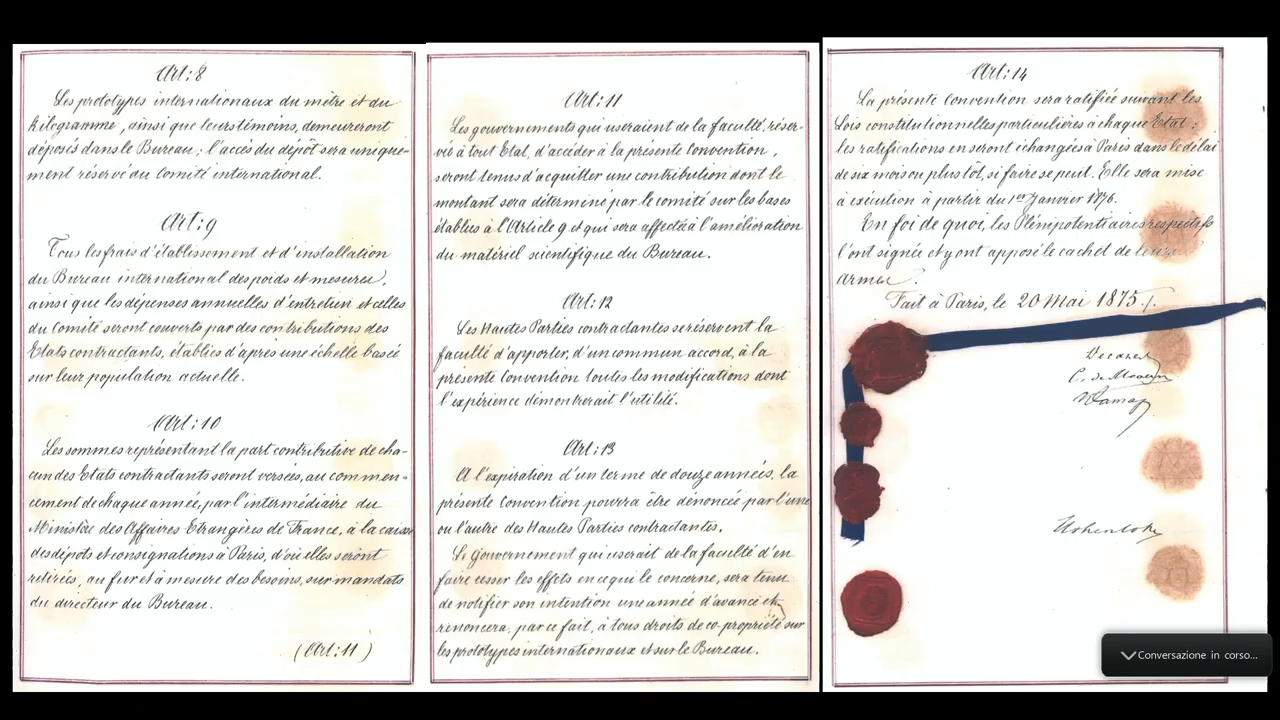 Art: 8
Les prototypes internationaux du mètre et du
kilogramme, ainsi que leurs témoins, demeureront
déposés dans le Bureau; l'accès du dépôt sera unique=
ment réservé du Comité international.
Art: 9
Tous les frais d'établissement et d'installation
du Bureau international des poids et mesures,
ainsi que les dépenses annuelles d'entretien et celles
du Comité seront couverts par des contributions des
Etats contractants, établies d'après une échelle basée
sur leur population actuelle.
Art: 10
Les sommes représentant la part contributive de cha=
cun des Etats contractants seront versées, au commen=
cement de chaque année, par l'intermédiaire du
Ministère des Affaires Etrangères de France, à la caisse
des dépôts et consignations à Paris, d'où elles seront
retirées, au fur et à mesure des besoins, sur mandats
du directeur du Bureau.
(Art: 11)
Art: 11
Les gouvernements qui useraient de la faculté, réser-
vée à tout Etat, d'accéder à la présente Convention,
seront tenus d'acquitter une contribution dont le
montant sera déterminé par le comité sur les bases
établies à l'Article 9 et qui sera affectée à l'amélioration
du matériel scientifique du Bureau.
Art: 12
Les Hautes Parties contractantes se réservent la
faculté d'apporter, d'un commun accord, à la
présente Convention toutes les modifications dont
l'expérience démontrerait l'utilité.
Art: 13
A l'expiration d'un terme de douze années, la
présente Convention pourra être dénoncée par l'une
ou l'autre des Hautes Parties contractantes.
Le gouvernement qui userait de la faculté d'en
faire cesser les effets en ce qui le concerne, sera tenu
de notifier son intention une année d'avance et
renoncera, par ce fait, à tous droits de co-propriété sur
les prototypes internationaux et sur le Bureau.
Art: 14
La présente Convention sera ratifiée suivant les
lois constitutionnelles particulières à chaque Etat;
les ratifications en seront échangées à Paris dans le délai
de six mois ou plus tôt, si faire se peut. Elle sera mise
à exécution à partir du 1er Janvier 1876.
En foi de quoi, les Plénipotentiaires respectifs
l'ont signée et y ont apposé le cachet de leurs
Armes.
Fait à Paris, le 20 Mai 1875./.
Decazes
C. de Meaux
Dumas
Hohenlohe
Conversazione in corso...